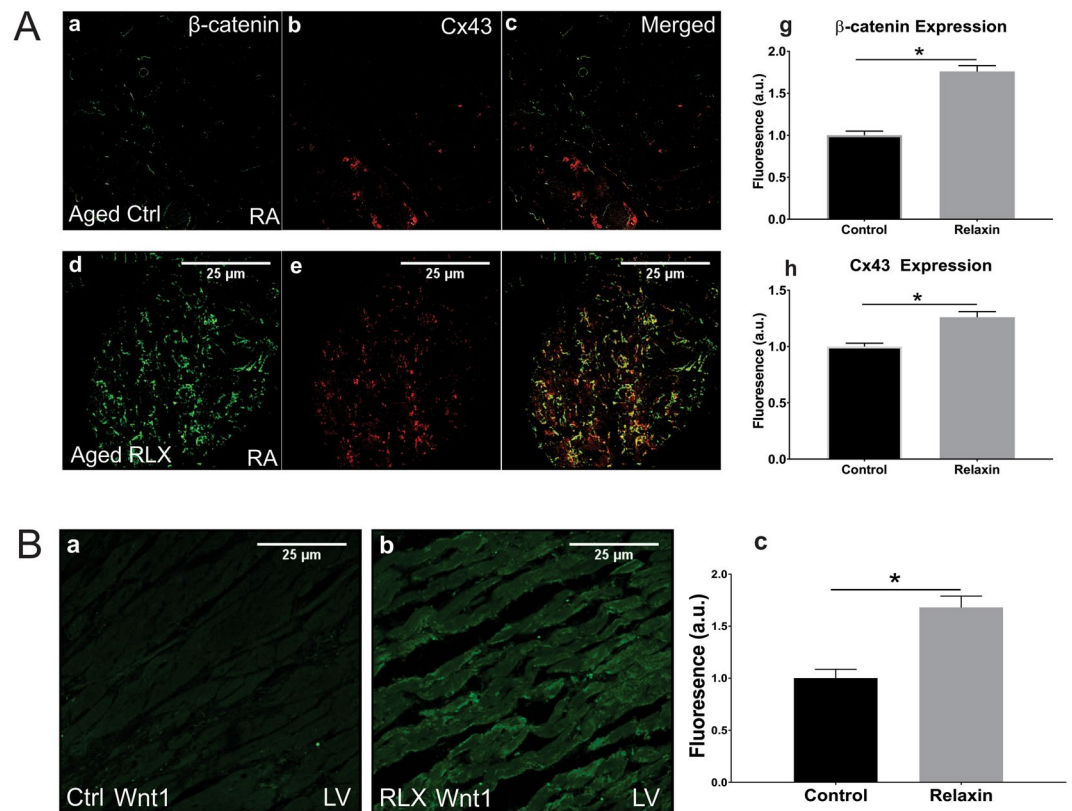 A
a
β-catenin
b
Cx43
c
Merged
Aged Ctrl
RA
d
25 µm
e
25 µm
25 µm
Aged RLX
RA
g
β-catenin Expression
*
Fluoresence (a.u.)
2.0
1.5
1.0
0.5
0.0
Control
Relaxin
h
Cx43 Expression
*
Fluoresence (a.u.)
1.5
1.0
0.5
0.0
Control
Relaxin
B
a
25 µm
Ctrl Wnt1
LV
b
25 µm
RLX Wnt1
LV
c
*
Fluoresence (a.u.)
2.0
1.5
1.0
0.5
0.0
Control
Relaxin